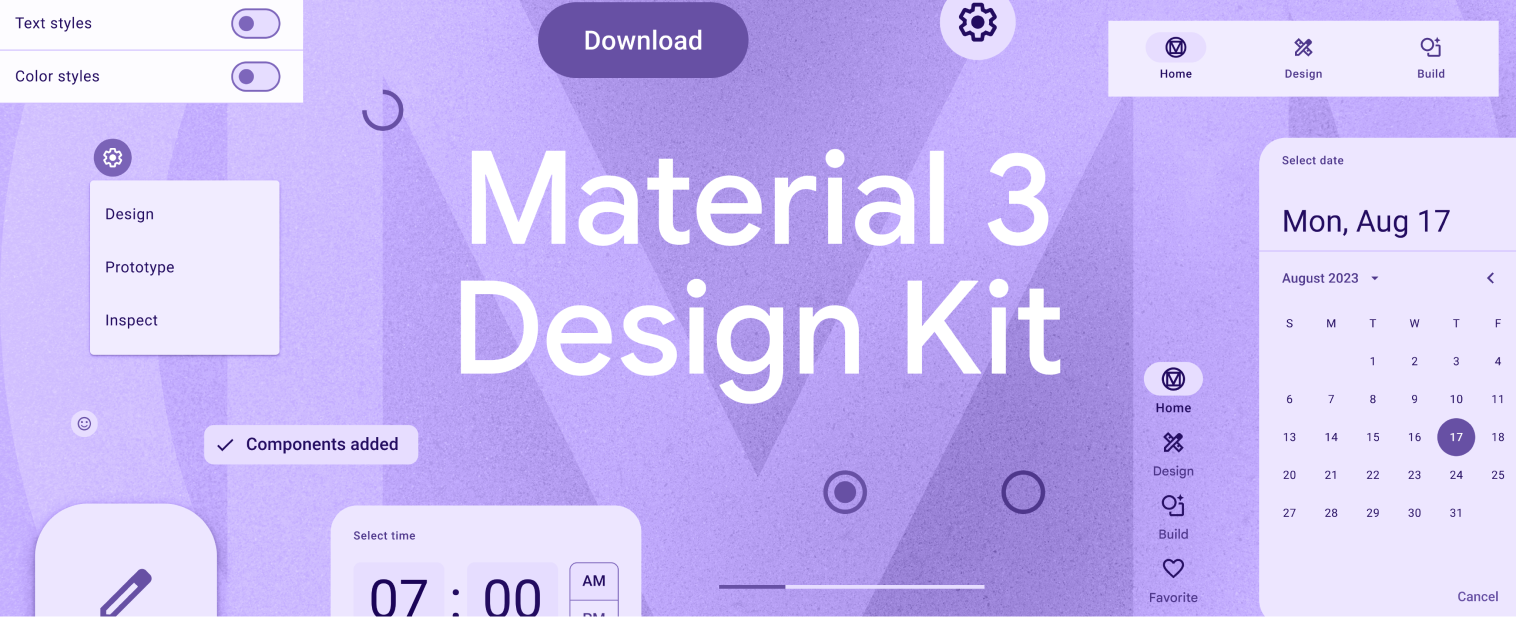 Text styles
Color styles
Download
Home
Design
Build
Material 3
Design Kit
Design
Prototype
Inspect
Components added
Select time
07 : 00
AM
PM
Home
Design
Build
Favorite
Select date
Mon, Aug 17
August 2023
S M T W T F
1 2 3 4
6 7 8 9 10 11
13 14 15 16 17 18
20 21 22 23 24 25
27 28 29 30 31
Cancel